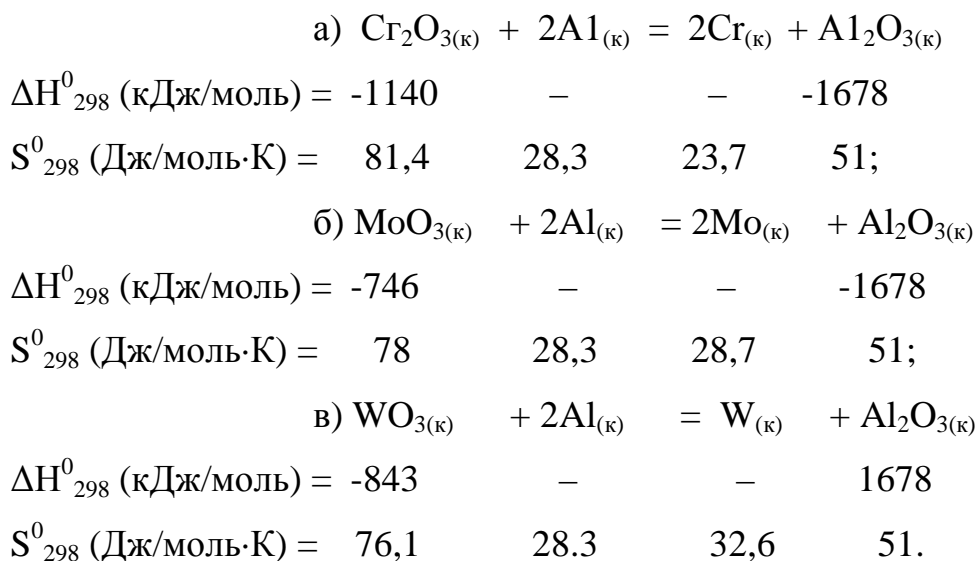 а) Cr₂O₃₍к₎ + 2A1₍к₎ = 2Cr₍к₎ + A1₂O₃₍к₎
ΔH⁰₂₉₈ (кДж/моль) = -1140 – – -1678
S⁰₂₉₈ (Дж/моль·К) = 81,4 28,3 23,7 51;
б) MoO₃₍к₎ + 2Al₍к₎ = 2Mo₍к₎ + Al₂O₃₍к₎
ΔH⁰₂₉₈ (кДж/моль) = -746 – – -1678
S⁰₂₉₈ (Дж/моль·К) = 78 28,3 28,7 51;
в) WO₃₍к₎ + 2Al₍к₎ = W₍к₎ + Al₂O₃₍к₎
ΔH⁰₂₉₈ (кДж/моль) = -843 – – 1678
S⁰₂₉₈ (Дж/моль·К) = 76,1 28.3 32,6 51.